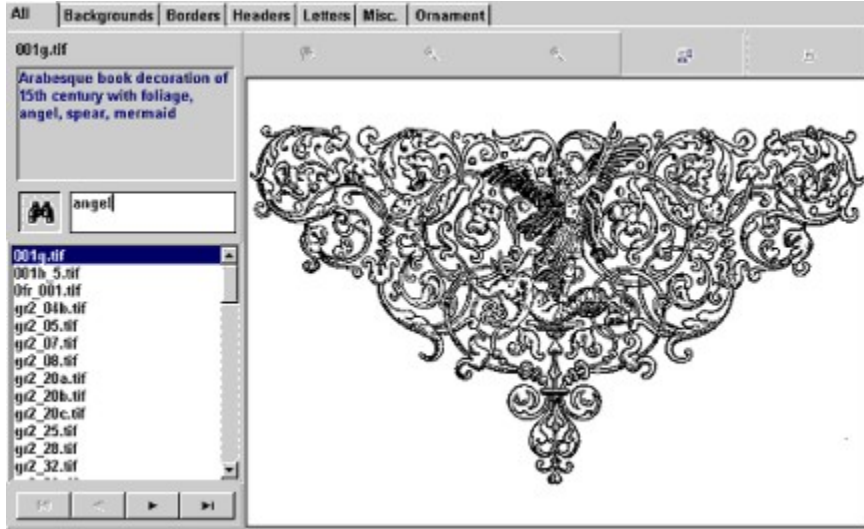 All Backgrounds Borders Headers Letters Misc. Ornament
001g.tif
Arabesque book decoration of
15th century with foliage,
angel, spear, mermaid
angel
001g.tif
001h_5.tif
0fr_001.tif
gr2_04b.tif
gr2_05.tif
gr2_07.tif
gr2_08.tif
gr2_20a.tif
gr2_20b.tif
gr2_20c.tif
gr2_25.tif
gr2_28.tif
gr2_32.tif